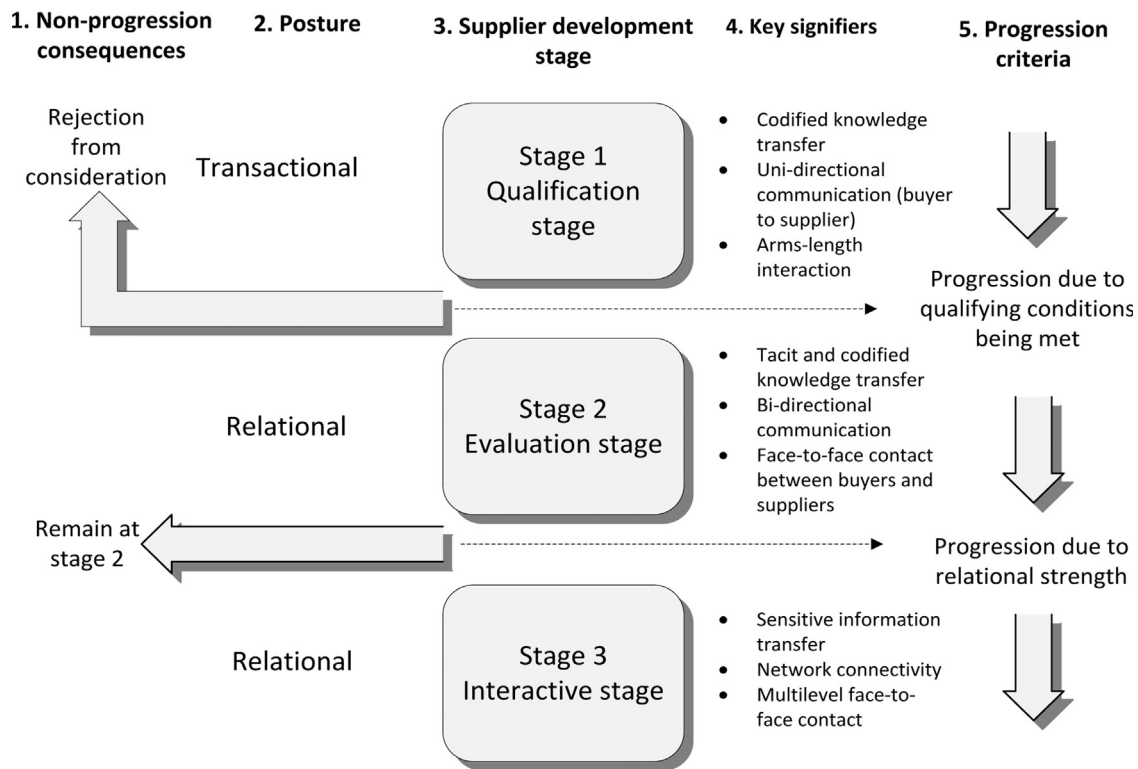 1. Non-progression
consequences
2. Posture
3. Supplier development
stage
4. Key signifiers
5. Progression
criteria
Rejection
from
consideration
Transactional
Stage 1
Qualification
stage
• Codified knowledge
transfer
• Uni-directional
communication (buyer
to supplier)
• Arms-length
interaction
Progression due to
qualifying conditions
being met
Relational
Stage 2
Evaluation stage
• Tacit and codified
knowledge transfer
• Bi-directional
communication
• Face-to-face contact
between buyers and
suppliers
Remain at
stage 2
Progression due to
relational strength
Relational
Stage 3
Interactive stage
• Sensitive information
transfer
• Network connectivity
• Multilevel face-to-
face contact